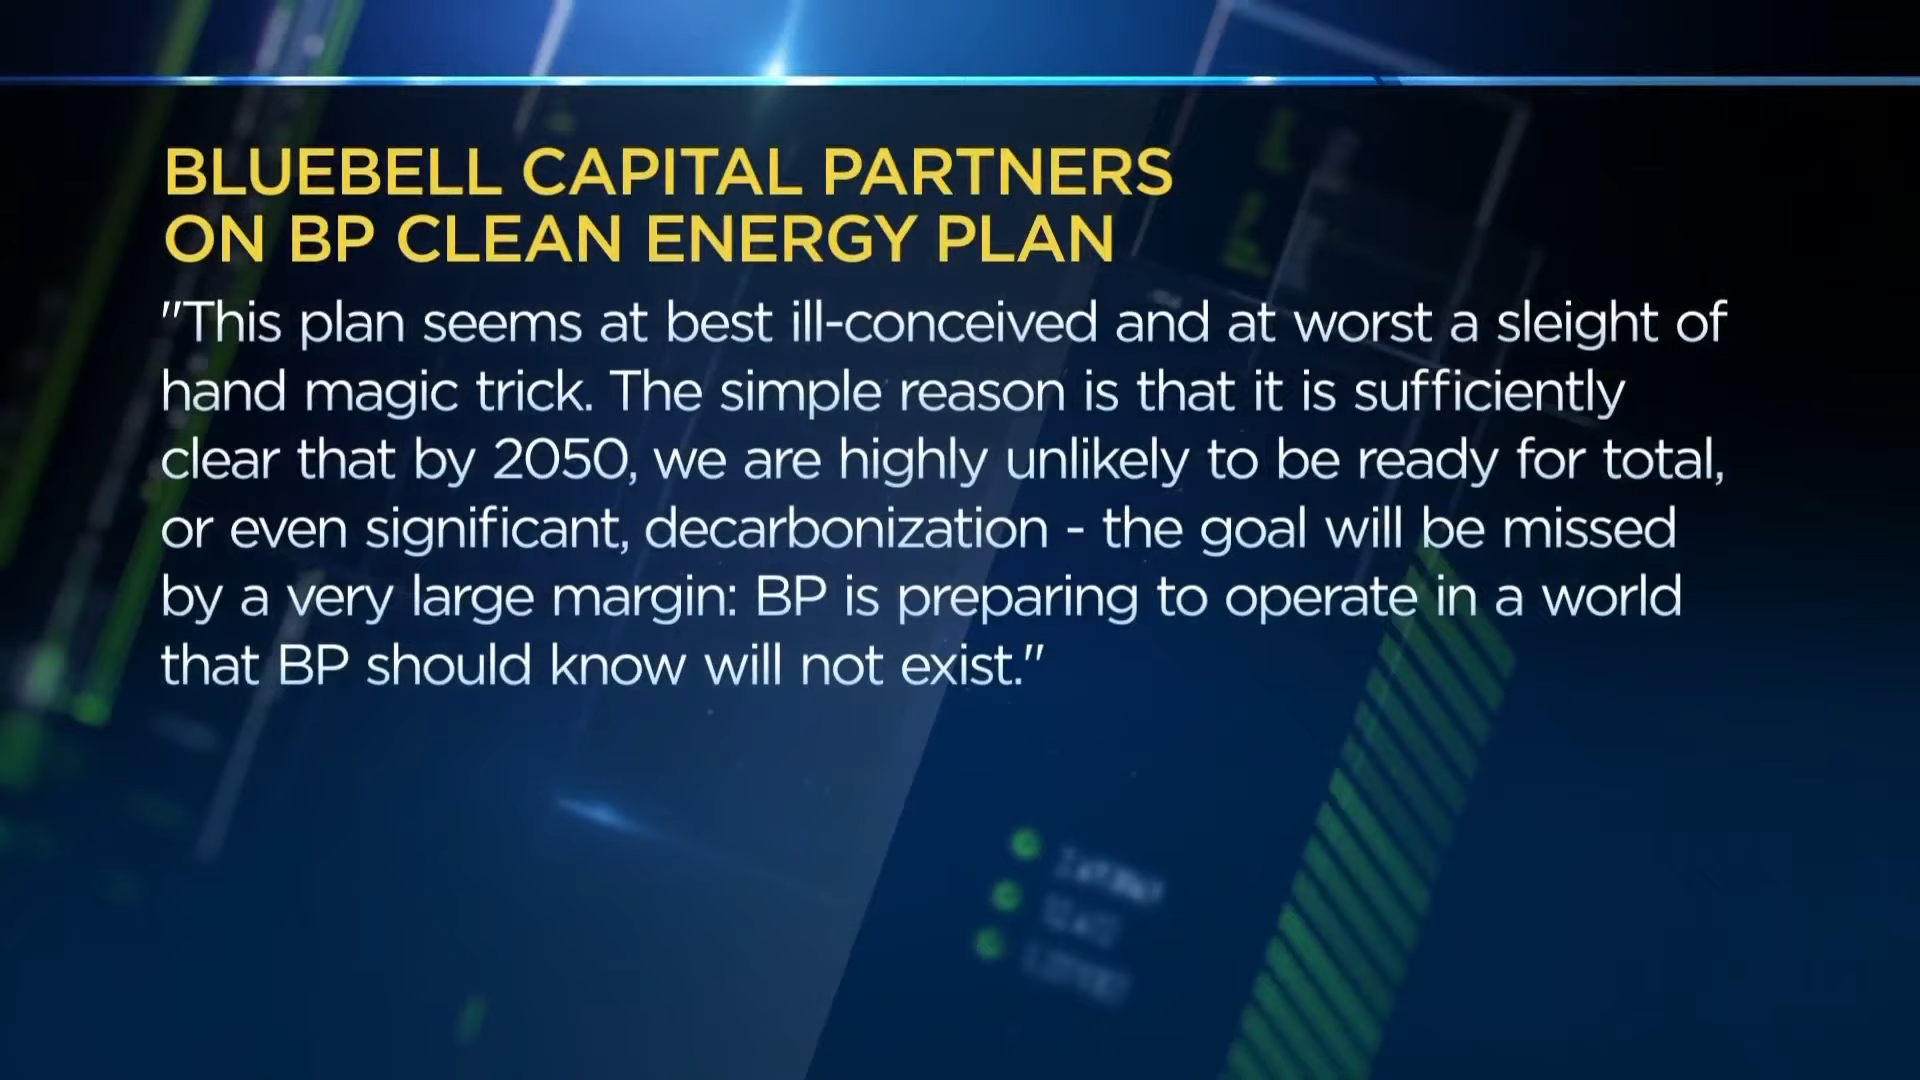 BLUEBELL CAPITAL PARTNERS
ON BP CLEAN ENERGY PLAN
"This plan seems at best ill-conceived and at worst a sleight of
hand magic trick. The simple reason is that it is sufficiently
clear that by 2050, we are highly unlikely to be ready for total,
or even significant, decarbonization - the goal will be missed
by a very large margin: BP is preparing to operate in a world
that BP should know will not exist."